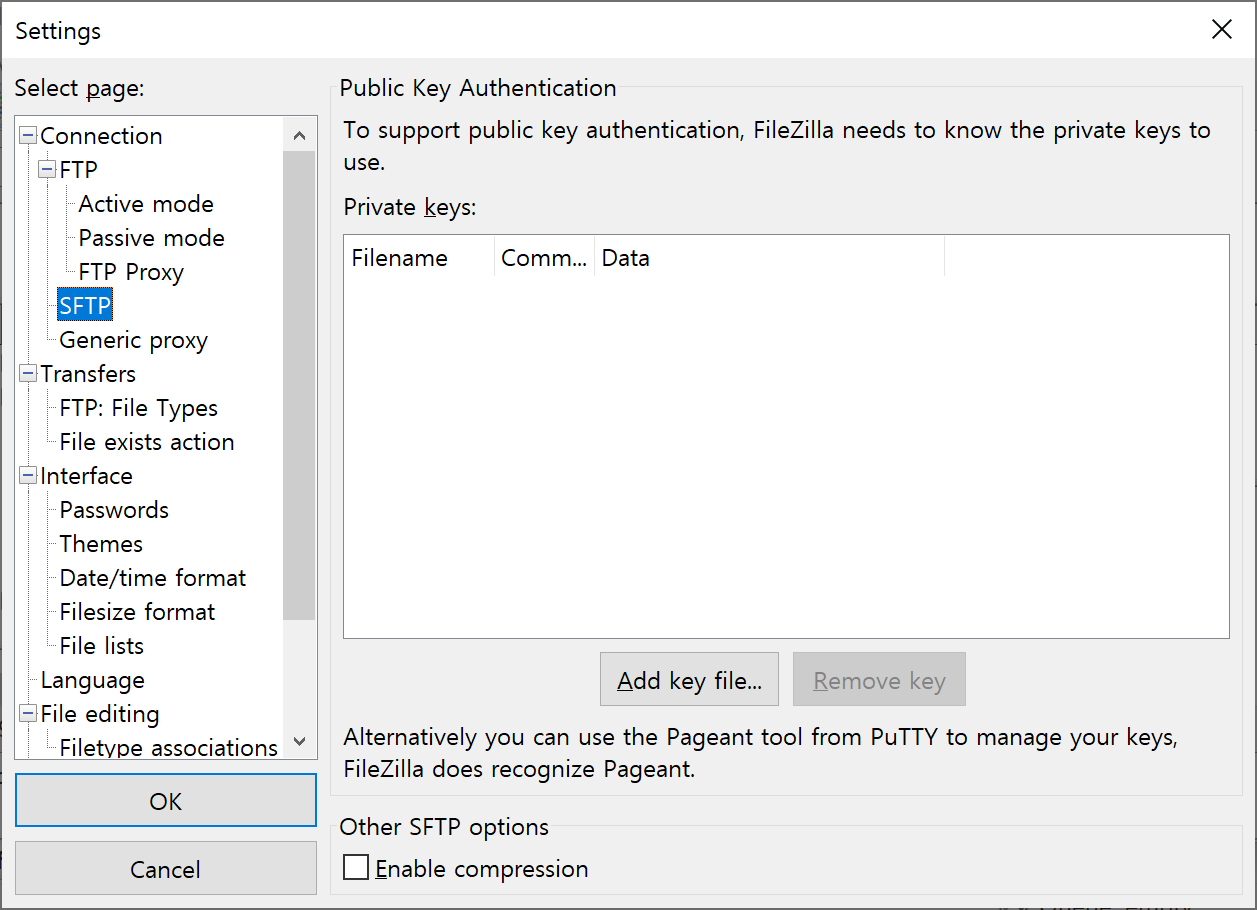 Settings
Select page:
Connection
FTP
Active mode
Passive mode
FTP Proxy
SFTP
Generic proxy
Transfers
FTP: File Types
File exists action
Interface
Passwords
Themes
Date/time format
Filesize format
File lists
Language
File editing
Filetype associations
OK
Cancel
Public Key Authentication
To support public key authentication, FileZilla needs to know the private keys to
use.
Private keys:
Filename Comm... Data
Add key file... Remove key
Alternatively you can use the Pageant tool from PuTTY to manage your keys,
FileZilla does recognize Pageant.
Other SFTP options
Enable compression